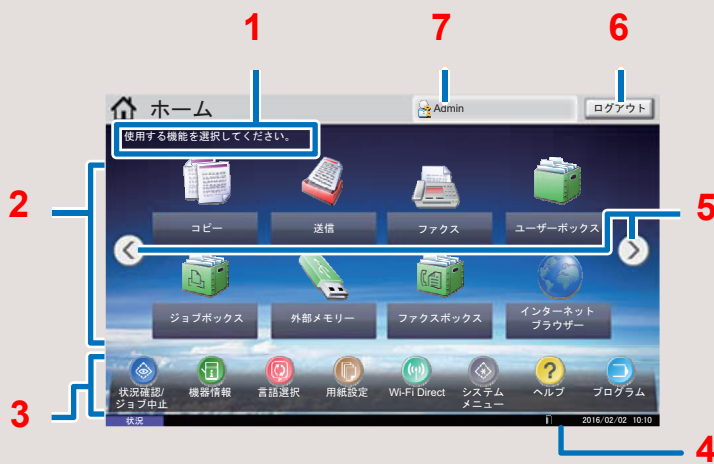 1
7
6
ホーム
Admin
ログアウト
使用する機能を選択してください。
2
コピー
送信
ファクス
ユーザーボックス
5
ジョブボックス
外部メモリー
ファクスボックス
インターネット
ブラウザー
3
状況確認/
ジョブ中止
機器情報
言語選択
用紙設定
Wi-Fi Direct
システム
メニュー
ヘルプ
プログラム
状況
2016/02/02 10:10
4